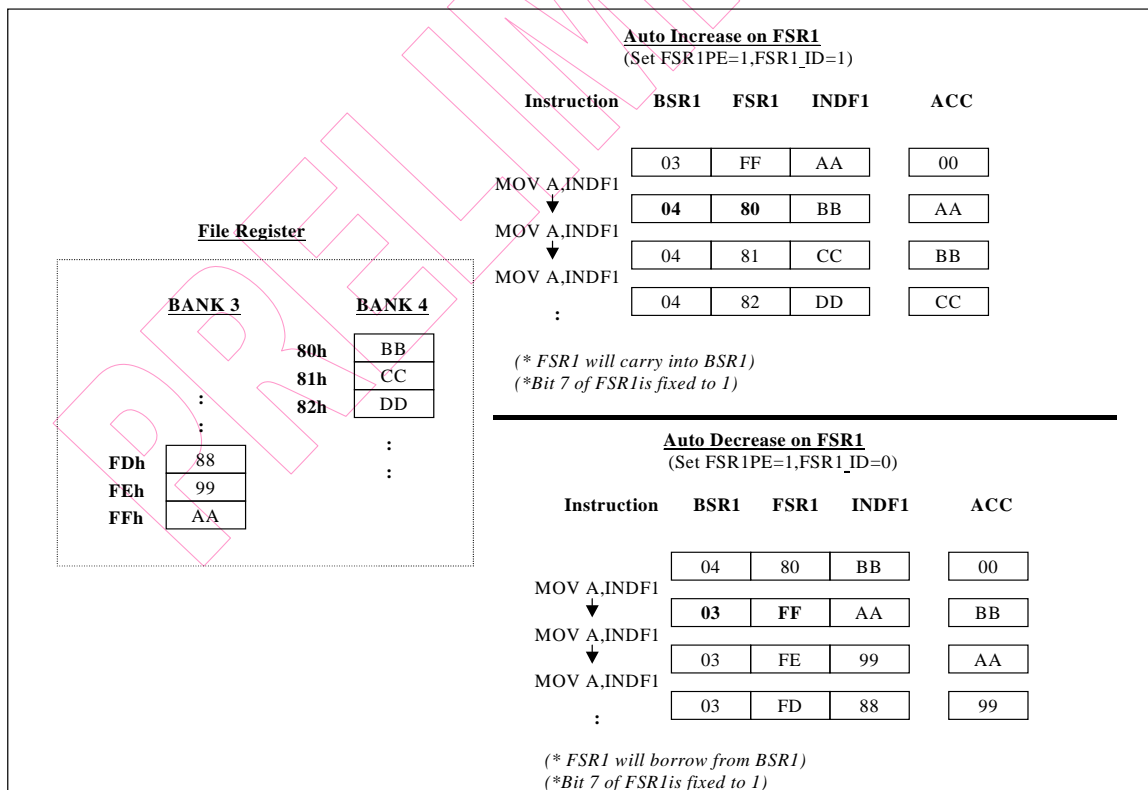 Auto Increase on FSR1
(Set FSR1PE=1,FSR1_ID=1)
Instruction BSR1 FSR1 INDF1 ACC
03 FF AA 00
MOV A,INDF1
04 80 BB AA
MOV A,INDF1
04 81 CC BB
MOV A,INDF1
04 82 DD CC
:
(* FSR1 will carry into BSR1)
(*Bit 7 of FSR1is fixed to 1)
File Register
BANK 3 BANK 4
80h BB
81h CC
82h DD
:
:
:
:
:
FDh 88
FEh 99
FFh AA
Auto Decrease on FSR1
(Set FSR1PE=1,FSR1_ID=0)
Instruction BSR1 FSR1 INDF1 ACC
04 80 BB 00
MOV A,INDF1
03 FF AA BB
MOV A,INDF1
03 FE 99 AA
MOV A,INDF1
03 FD 88 99
:
(* FSR1 will borrow from BSR1)
(*Bit 7 of FSR1is fixed to 1)